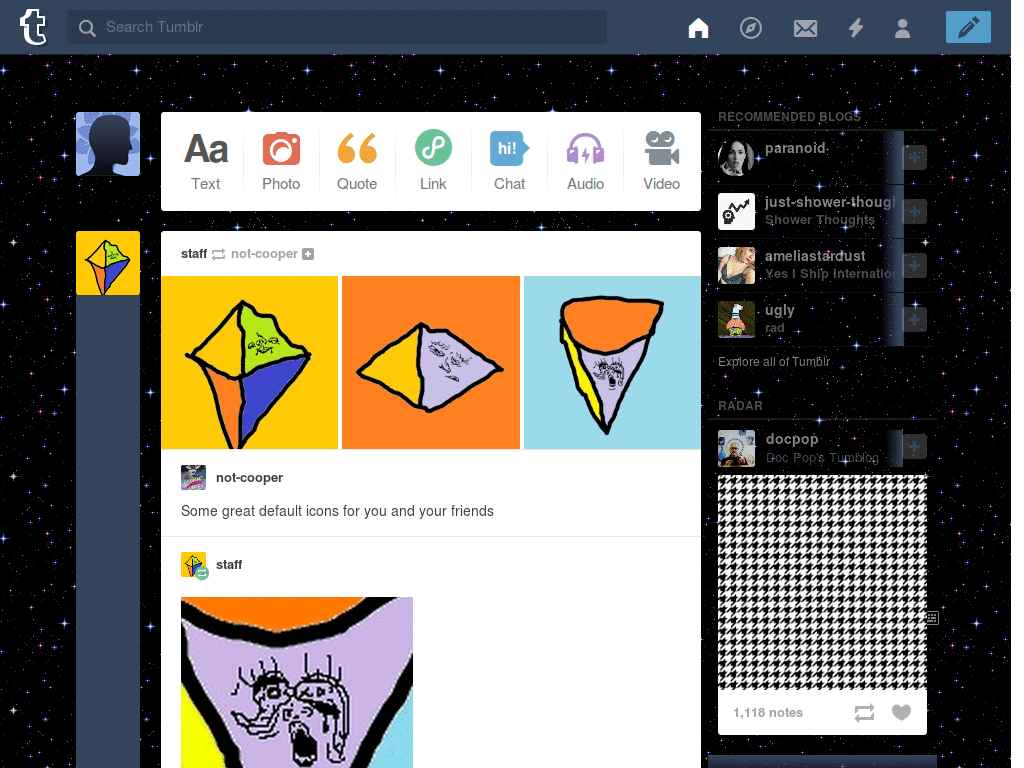 Search Tumblr
Aa
Text
Photo
Quote
Link
hi!
Chat
Audio
Video
staff not-cooper
not-cooper
Some great default icons for you and your friends
staff
RECOMMENDED BLOGS
paranoid
just-shower-though
Shower Thoughts
ameliastardust
Yes I Ship Internation
ugly
rad
Explore all of Tumblr
RADAR
docpop
Doc Pop's Tumblog
1,118 notes